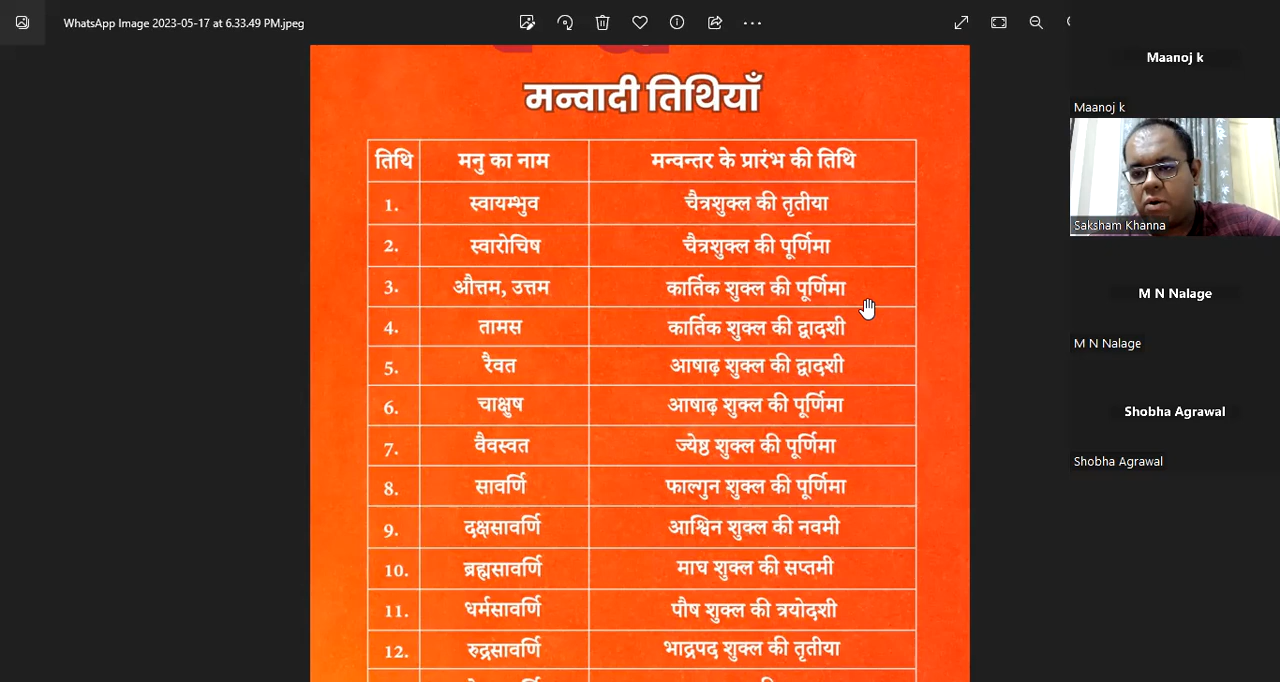 WhatsApp Image 2023-05-17 at 6.33.49 PM.jpeg
मन्वादी तिथियाँ
तिथि मनु का नाम मन्वन्तर के प्रारंभ की तिथि
1. स्वायम्भुव चैत्रशुक्ल की तृतीया
2. स्वारोचिष चैत्रशुक्ल की पूर्णिमा
3. औत्तम, उत्तम कार्तिक शुक्ल की पूर्णिमा
4. तामस कार्तिक शुक्ल की द्वादशी
5. रैवत आषाढ़ शुक्ल की द्वादशी
6. चाक्षुष आषाढ़ शुक्ल की पूर्णिमा
7. वैवस्वत ज्येष्ठ शुक्ल की पूर्णिमा
8. सावर्णि फाल्गुन शुक्ल की पूर्णिमा
9. दक्षसावर्णि आश्विन शुक्ल की नवमी
10. ब्रह्मसावर्णि माघ शुक्ल की सप्तमी
11. धर्मसावर्णि पौष शुक्ल की त्रयोदशी
12. रुद्रसावर्णि भाद्रपद शुक्ल की तृतीया
Maanoj k
Maanoj k
Saksham Khanna
M N Nalage
M N Nalage
Shobha Agrawal
Shobha Agrawal